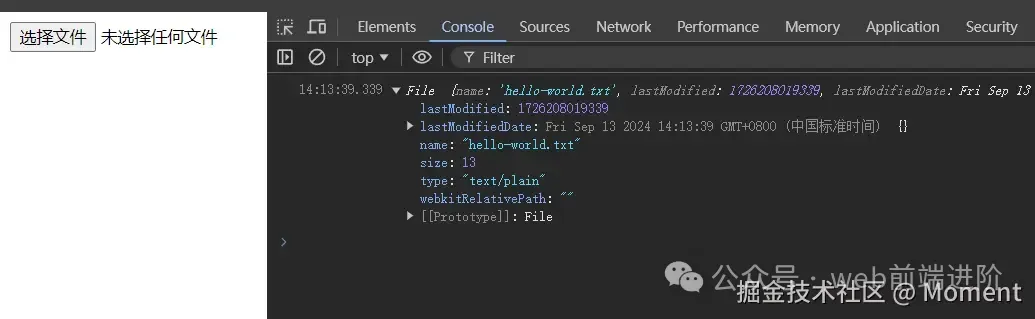 选择文件 未选择任何文件
Elements Console Sources Network Performance Memory Application Security
top Filter
14:13:39.339 File {name: 'hello-world.txt', lastModified: 1726208019339, lastModifiedDate: Fri Sep 13
lastModified: 1726208019339
lastModifiedDate: Fri Sep 13 2024 14:13:39 GMT+0800 (中国标准时间) {}
name: "hello-world.txt"
size: 13
type: "text/plain"
webkitRelativePath: ""
[[Prototype]]: File
公众号 · web前端进阶
掘金技术社区 @ Moment